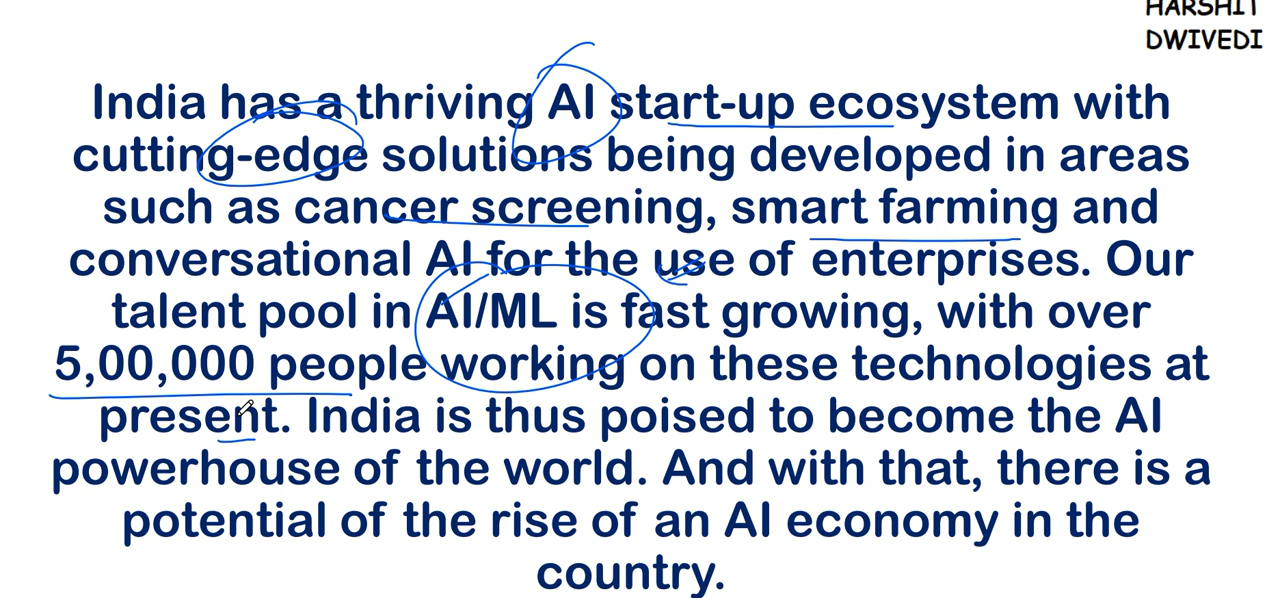 HARSHIT
DWIVEDI
India has a thriving AI start-up ecosystem with
cutting-edge solutions being developed in areas
such as cancer screening, smart farming and
conversational AI for the use of enterprises. Our
talent pool in AI/ML is fast growing, with over
5,00,000 people working on these technologies at
present. India is thus poised to become the AI
powerhouse of the world. And with that, there is a
potential of the rise of an AI economy in the
country.